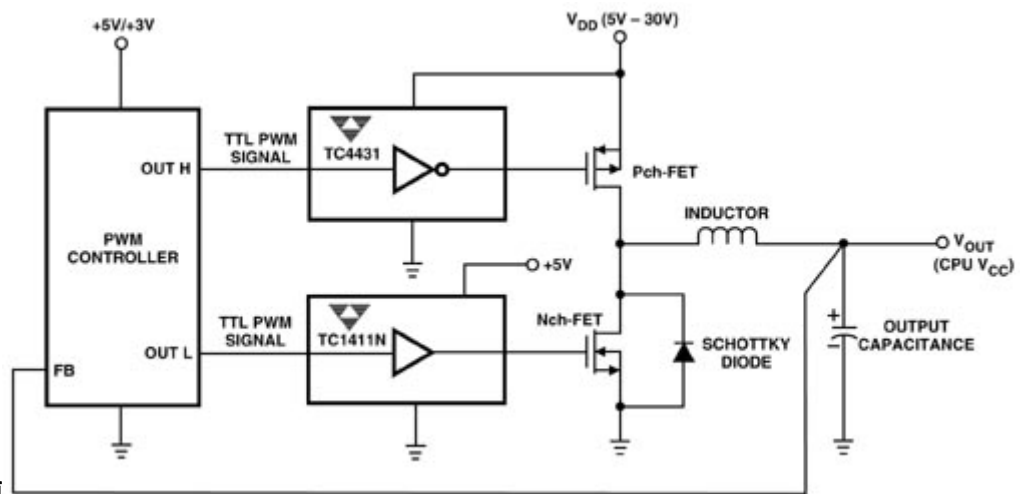 +5V/+3V
V_DD (5V – 30V)
TTL PWM
SIGNAL
TC4431
OUT H
Pch-FET
PWM
CONTROLLER
INDUCTOR
V_OUT
(CPU V_CC)
+5V
TTL PWM
SIGNAL
TC1411N
Nch-FET
OUT L
FB
SCHOTTKY
DIODE
+
–
OUTPUT
CAPACITANCE